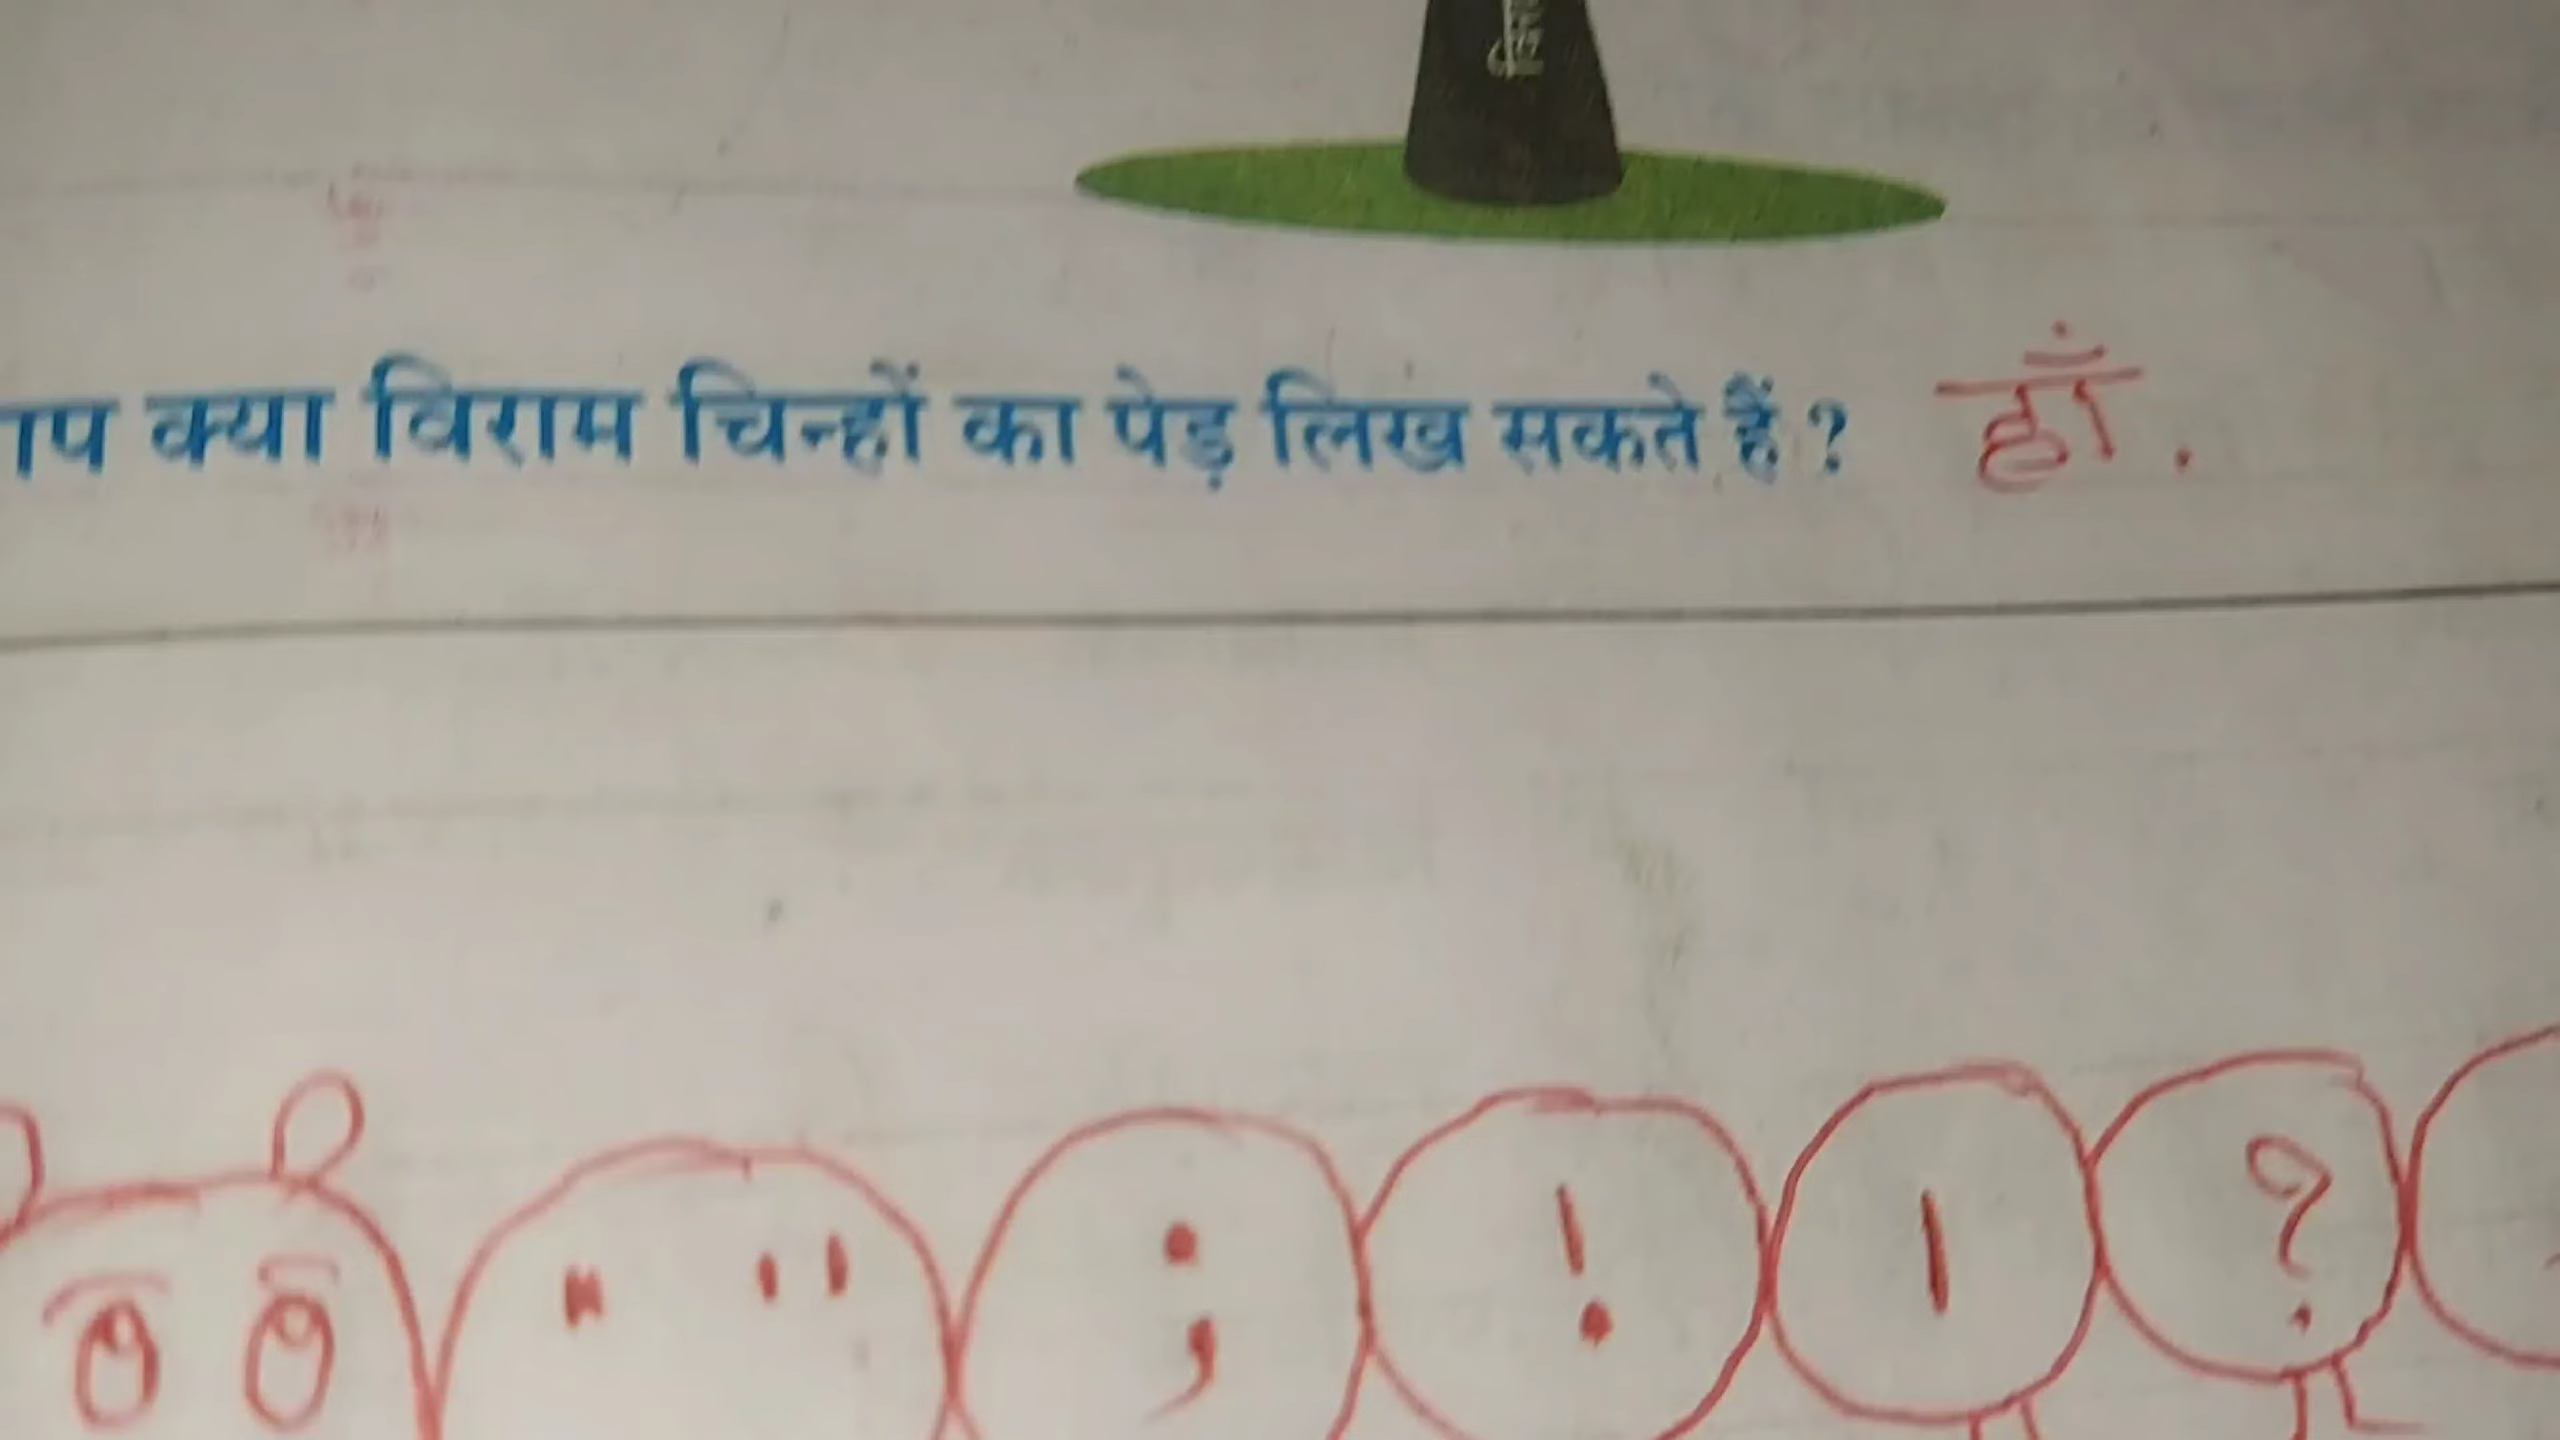 ाप क्या विराम चिन्हों का पेड़ लिख सकते हैं ? हाँ .
" " ; ! । ?